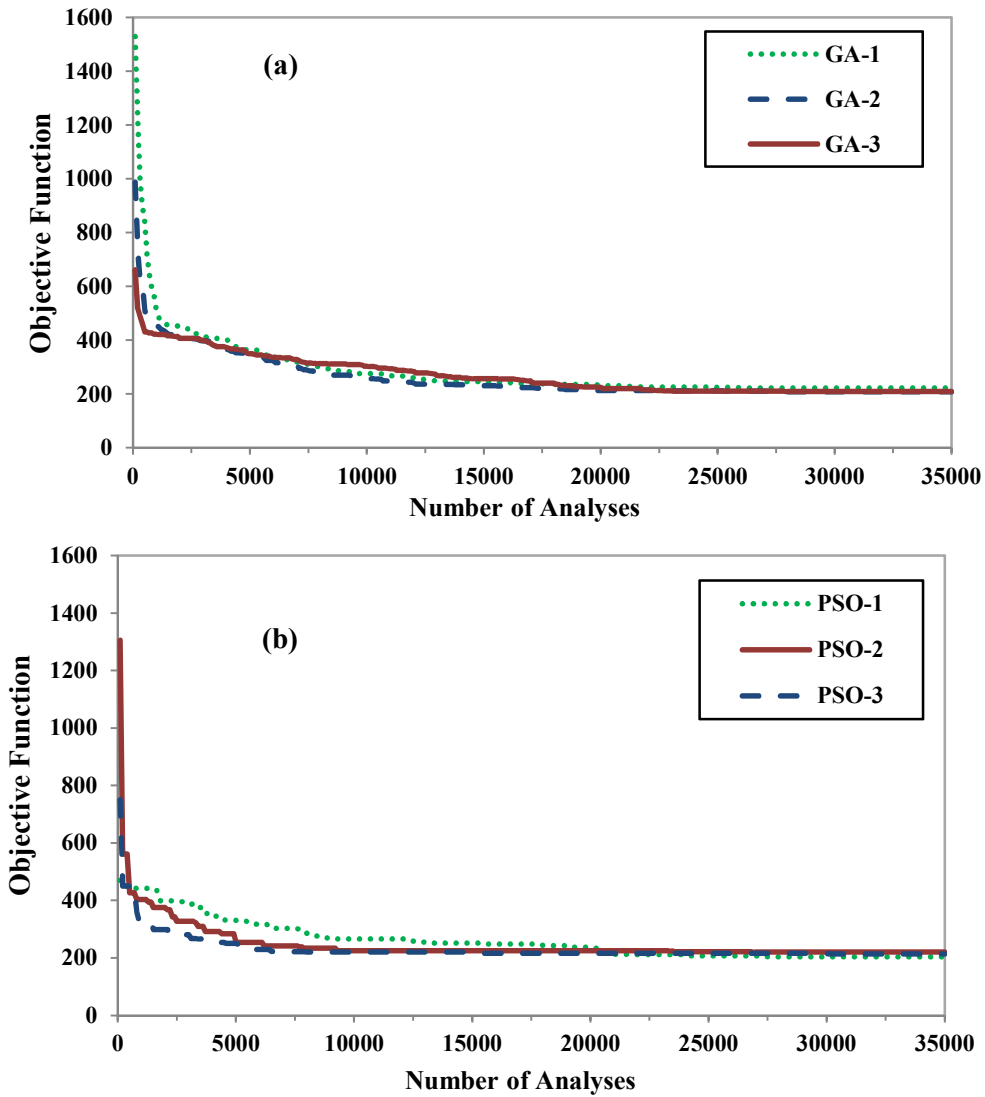 1600
1400
1200
1000
800
600
400
200
0
Objective Function
(a)
GA-1
GA-2
GA-3
0 5000 10000 15000 20000 25000 30000 35000
Number of Analyses
1600
1400
1200
1000
800
600
400
200
0
Objective Function
(b)
PSO-1
PSO-2
PSO-3
0 5000 10000 15000 20000 25000 30000 35000
Number of Analyses